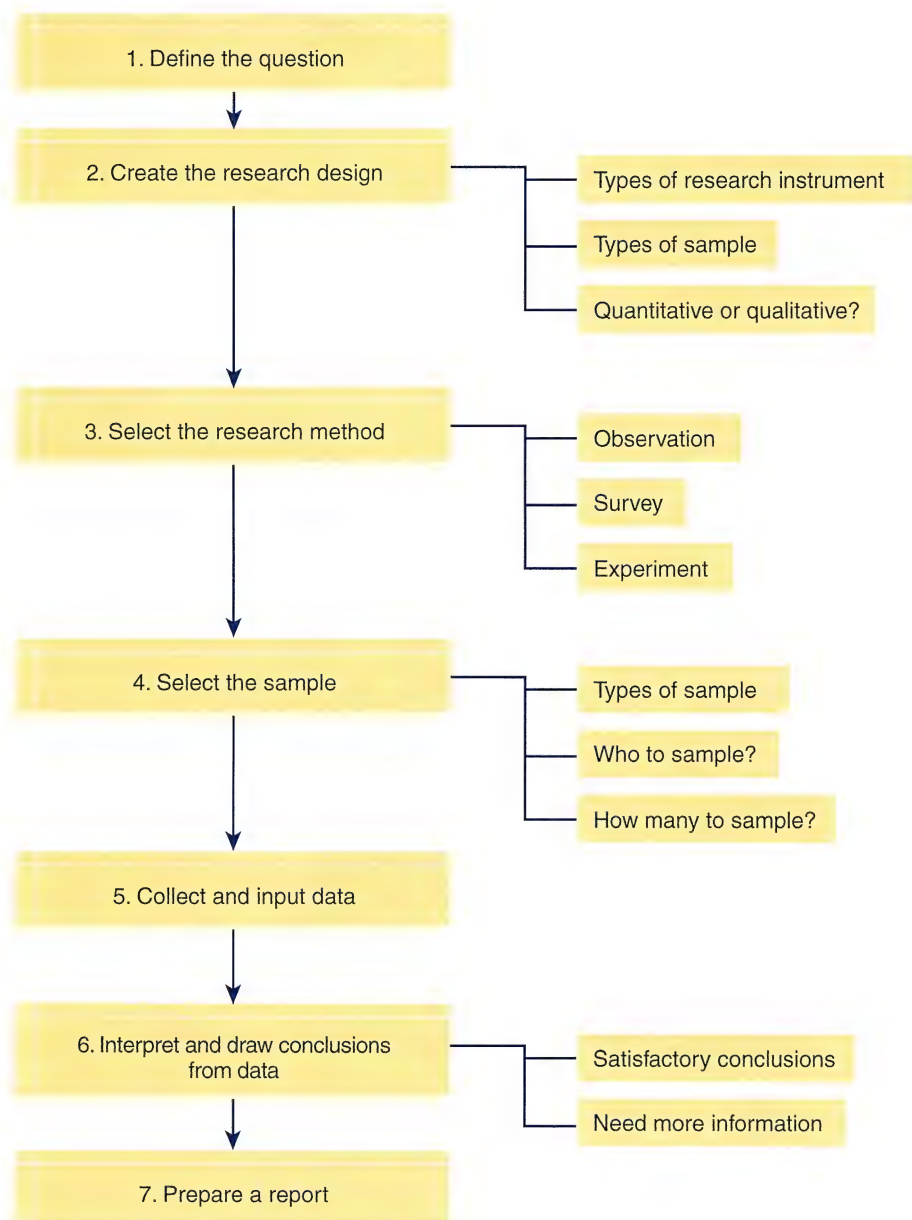 1. Define the question
2. Create the research design
Types of research instrument
Types of sample
Quantitative or qualitative?
3. Select the research method
Observation
Survey
Experiment
4. Select the sample
Types of sample
Who to sample?
How many to sample?
5. Collect and input data
6. Interpret and draw conclusions
from data
Satisfactory conclusions
Need more information
7. Prepare a report